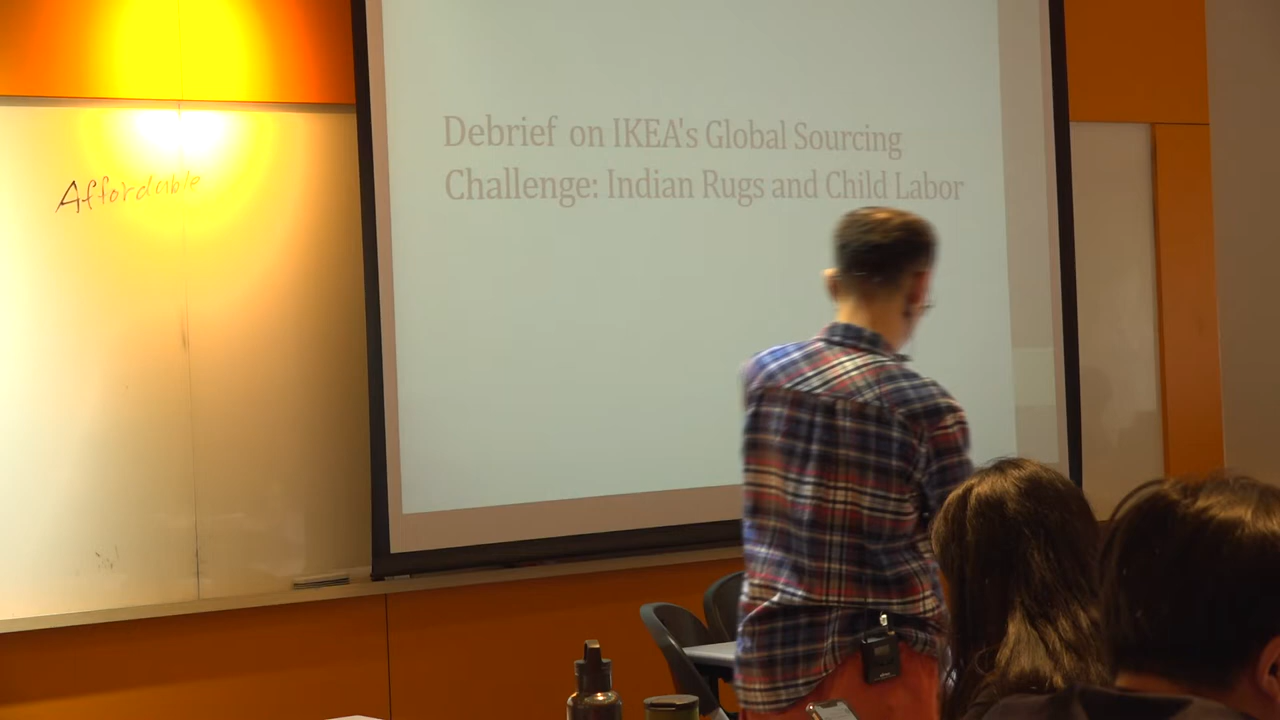 Affordable
Debrief on IKEA's Global Sourcing
Challenge: Indian Rugs and Child Labor